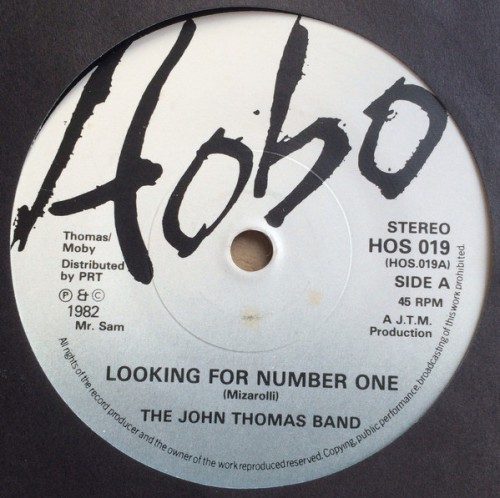 Hobo
Thomas/
Moby
Distributed
by PRT
℗ & ©
1982
Mr. Sam
STEREO
HOS 019
(HOS.019A)
SIDE A
45 RPM
A J.T.M.
Production
LOOKING FOR NUMBER ONE
(Mizarolli)
THE JOHN THOMAS BAND
All rights of the record producer and the owner of the work reproduced reserved. Copying, public performance, broadcasting of this work prohibited.